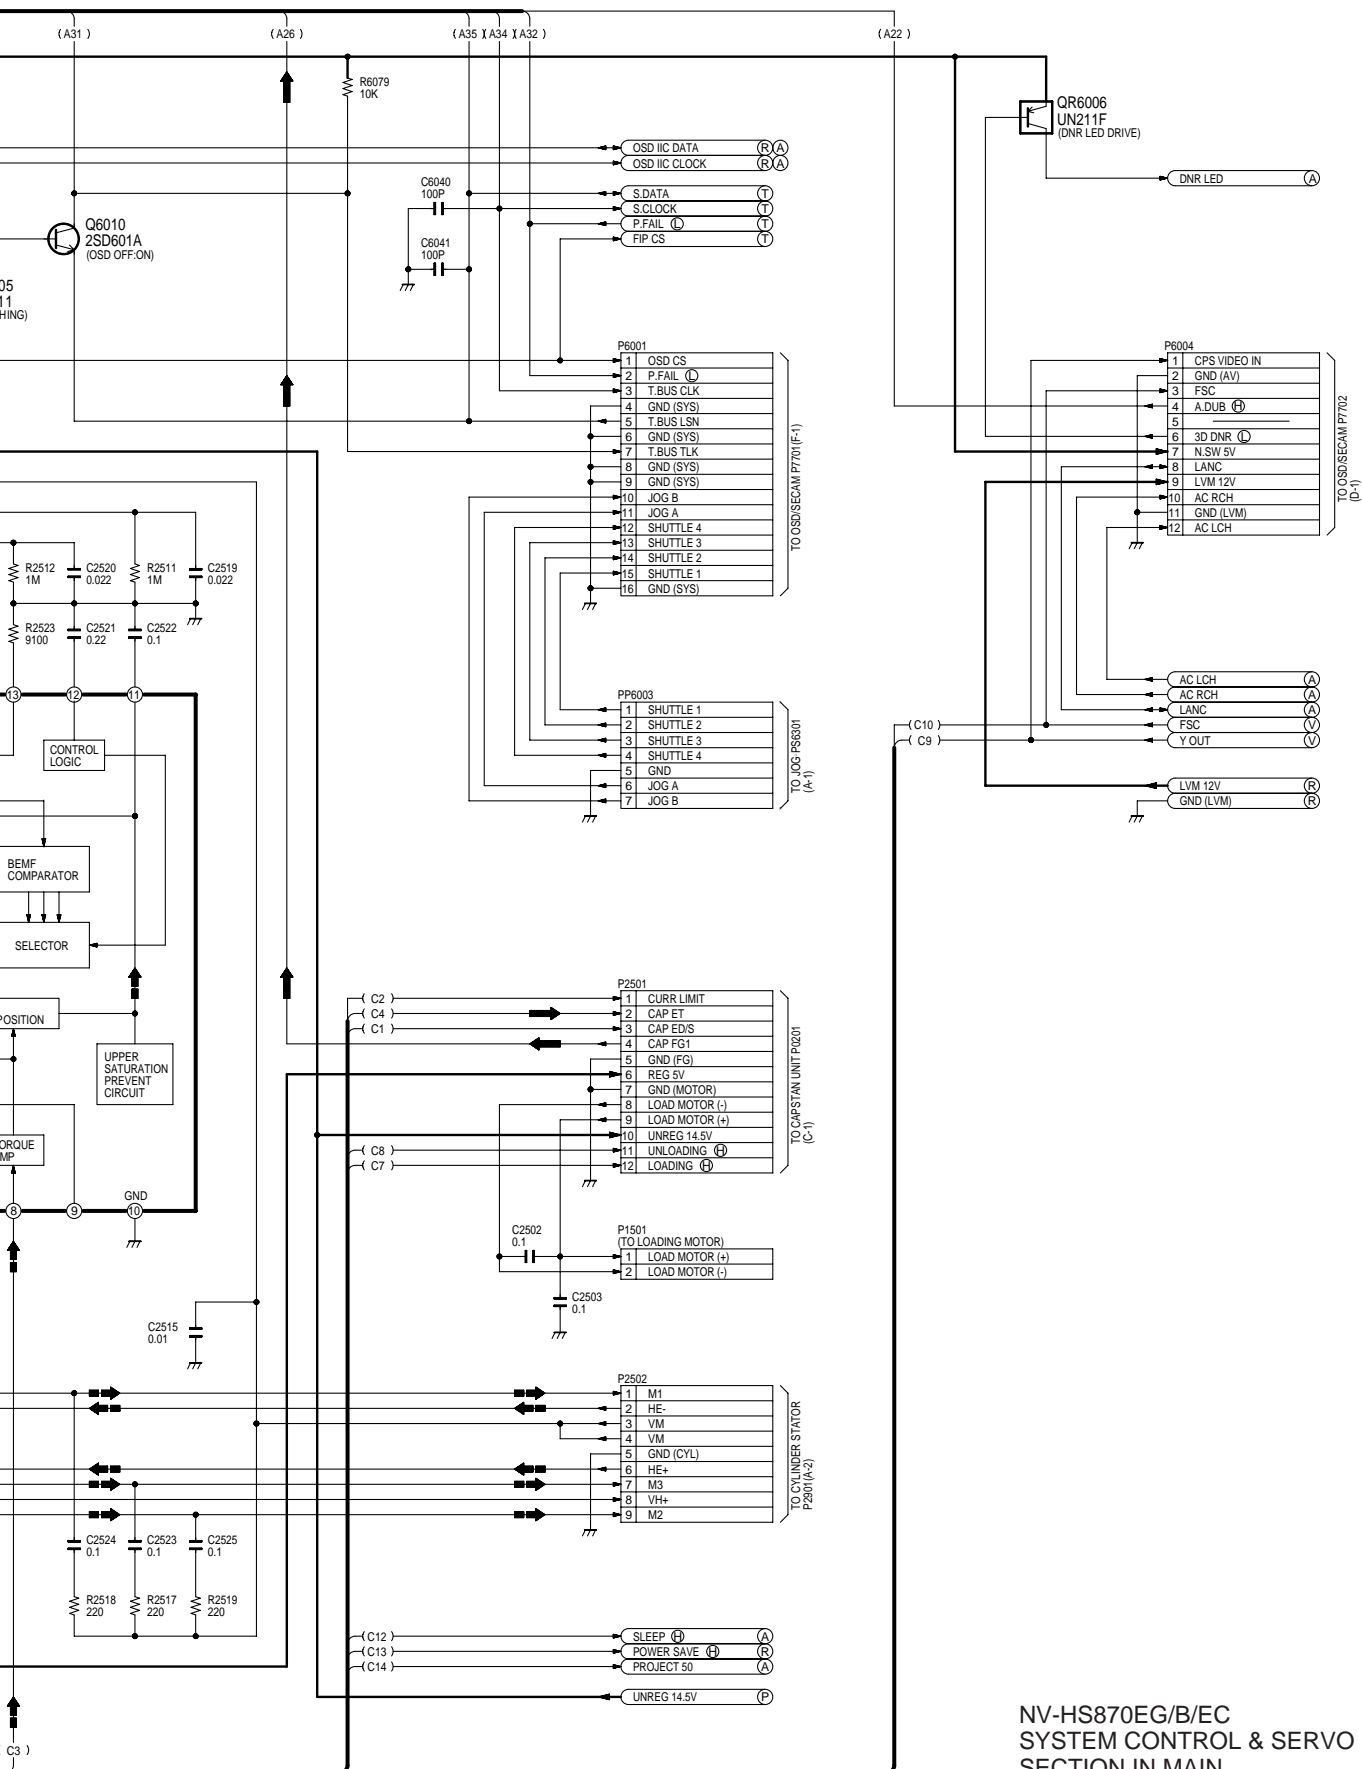 (A31)
(A26)
(A35)(A34)(A32)
(A22)
R6079
10K
QR6006
UN211F
(DNR LED DRIVE)
OSD IIC DATA R A
OSD IIC CLOCK R A
DNR LED A
C6040
100P
S.DATA T
S.CLOCK T
P.FAIL L T
FIP CS T
Q6010
2SD601A
(OSD OFF:ON)
C6041
100P
05
11
HING)
P6001
1 OSD CS
2 P.FAIL L
3 T.BUS CLK
4 GND (SYS)
5 T.BUS LSN
6 GND (SYS)
7 T.BUS TLK
8 GND (SYS)
9 GND (SYS)
10 JOG B
11 JOG A
12 SHUTTLE 4
13 SHUTTLE 3
14 SHUTTLE 2
15 SHUTTLE 1
16 GND (SYS)
TO OSD/SECAM P7701(F-1)
P6004
1 CPS VIDEO IN
2 GND (AV)
3 FSC
4 A.DUB H
5
6 3D DNR L
7 N.SW 5V
8 LANC
9 LVM 12V
10 AC RCH
11 GND (LVM)
12 AC LCH
TO OSD/SECAM P7702
(D-1)
R2512
1M
C2520
0.022
R2511
1M
C2519
0.022
R2523
9100
C2521
0.22
C2522
0.1
13
12
11
CONTROL
LOGIC
PP6003
1 SHUTTLE 1
2 SHUTTLE 2
3 SHUTTLE 3
4 SHUTTLE 4
5 GND
6 JOG A
7 JOG B
TO JOG PS6301
(A-1)
AC LCH A
AC RCH A
LANC A
FSC V
Y OUT V
(C10)
(C9)
LVM 12V R
GND (LVM) R
BEMF
COMPARATOR
SELECTOR
POSITION
UPPER
SATURATION
PREVENT
CIRCUIT
ORQUE
MP
(C2)
(C4)
(C1)
(C8)
(C7)
P2501
1 CURR LIMIT
2 CAP ET
3 CAP ED/S
4 CAP FG1
5 GND (FG)
6 REG 5V
7 GND (MOTOR)
8 LOAD MOTOR (-)
9 LOAD MOTOR (+)
10 UNREG 14.5V
11 UNLOADING H
12 LOADING H
TO CAPSTAN UNIT P0201
(C-1)
8
9
GND
10
C2502
0.1
P1501
(TO LOADING MOTOR)
1 LOAD MOTOR (+)
2 LOAD MOTOR (-)
C2503
0.1
C2515
0.01
P2502
1 M1
2 HE-
3 VM
4 VM
5 GND (CYL)
6 HE+
7 M3
8 VH+
9 M2
TO CYLINDER STATOR
P2901(A-2)
C2524
0.1
C2523
0.1
C2525
0.1
R2518
220
R2517
220
R2519
220
(C12)
(C13)
(C14)
SLEEP H A
POWER SAVE H R
PROJECT 50 A
UNREG 14.5V P
C3 )
NV-HS870EG/B/EC
SYSTEM CONTROL & SERVO
SECTION IN MAIN